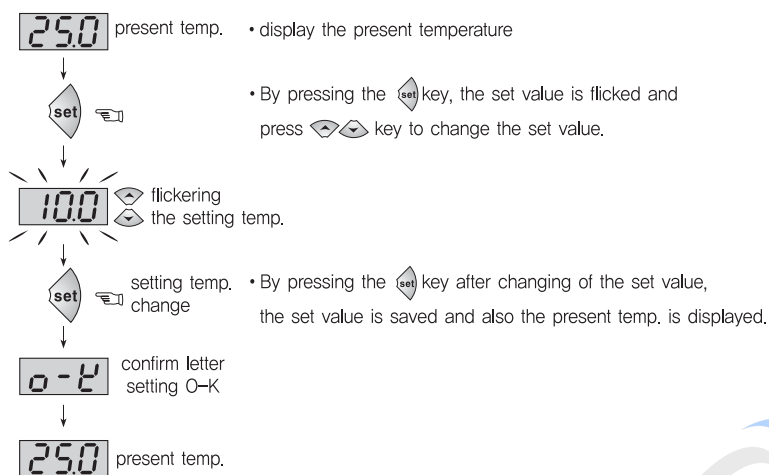 25.0 present temp. • display the present temperature
set • By pressing the set key, the set value is flicked and
press key to change the set value.
10.0 flickering
the setting temp.
set setting temp. change • By pressing the set key after changing of the set value,
the set value is saved and also the present temp. is displayed.
o-k confirm letter
setting O-K
25.0 present temp.